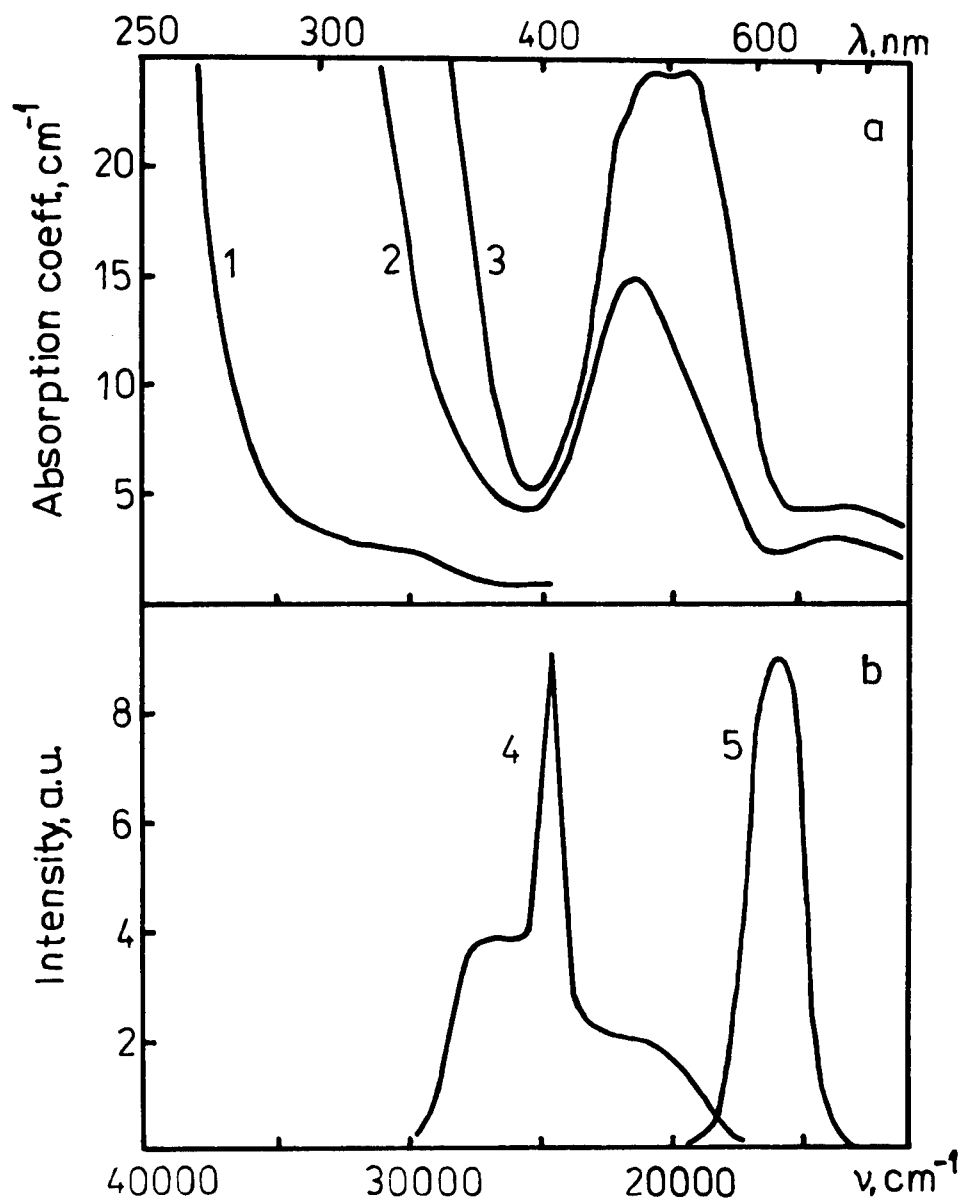 250 300 400 600 λ,nm
a
Absorption coeff.,cm⁻¹
20
15
10
5
1 2 3
b
Intensity, a.u.
8
6
4
2
4 5
40000 30000 20000 ν,cm⁻¹